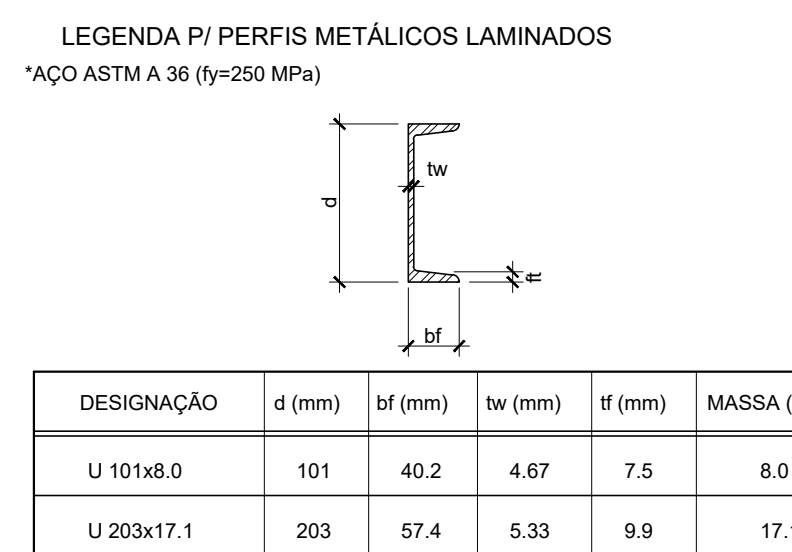 LEGENDA P/ PERFIS METÁLICOS LAMINADOS
*AÇO ASTM A 36 (fy=250 MPa)
tw
d
ft
bf
DESIGNAÇÃO d (mm) bf (mm) tw (mm) tf (mm) MASSA (
U 101x8.0 101 40.2 4.67 7.5 8.0
U 203x17.1 203 57.4 5.33 9.9 17.